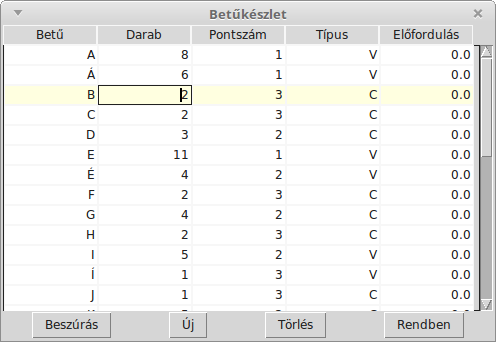 Betűkészlet
Betű Darab Pontszám Típus Előfordulás
A 8 1 V 0.0
Á 6 1 V 0.0
B 2 3 C 0.0
C 2 3 C 0.0
D 3 2 C 0.0
E 11 1 V 0.0
É 4 2 V 0.0
F 2 3 C 0.0
G 4 2 C 0.0
H 2 3 C 0.0
I 5 2 V 0.0
Í 1 3 V 0.0
J 1 3 C 0.0
Beszúrás Új Törlés Rendben